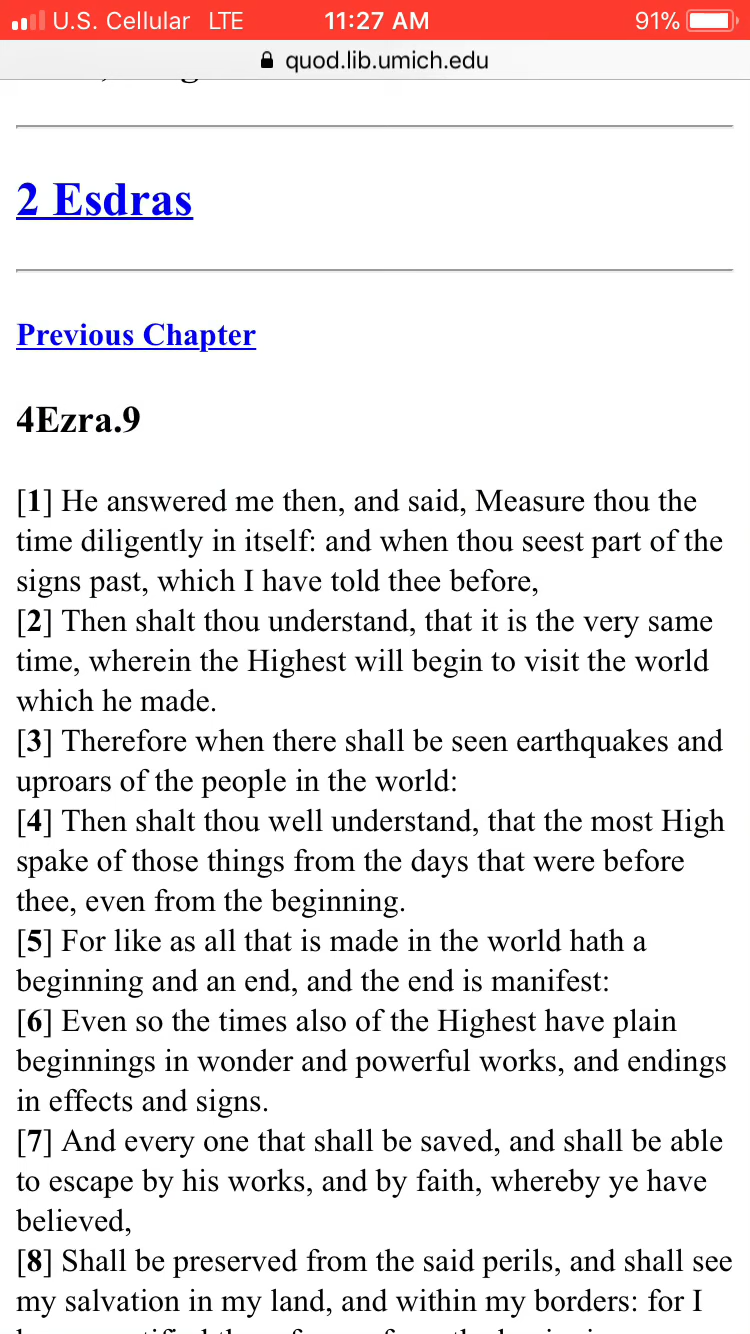 U.S. Cellular LTE 11:27 AM 91%
quod.lib.umich.edu
2 Esdras
Previous Chapter
4Ezra.9
[1] He answered me then, and said, Measure thou the
time diligently in itself: and when thou seest part of the
signs past, which I have told thee before,
[2] Then shalt thou understand, that it is the very same
time, wherein the Highest will begin to visit the world
which he made.
[3] Therefore when there shall be seen earthquakes and
uproars of the people in the world:
[4] Then shalt thou well understand, that the most High
spake of those things from the days that were before
thee, even from the beginning.
[5] For like as all that is made in the world hath a
beginning and an end, and the end is manifest:
[6] Even so the times also of the Highest have plain
beginnings in wonder and powerful works, and endings
in effects and signs.
[7] And every one that shall be saved, and shall be able
to escape by his works, and by faith, whereby ye have
believed,
[8] Shall be preserved from the said perils, and shall see
my salvation in my land, and within my borders: for I